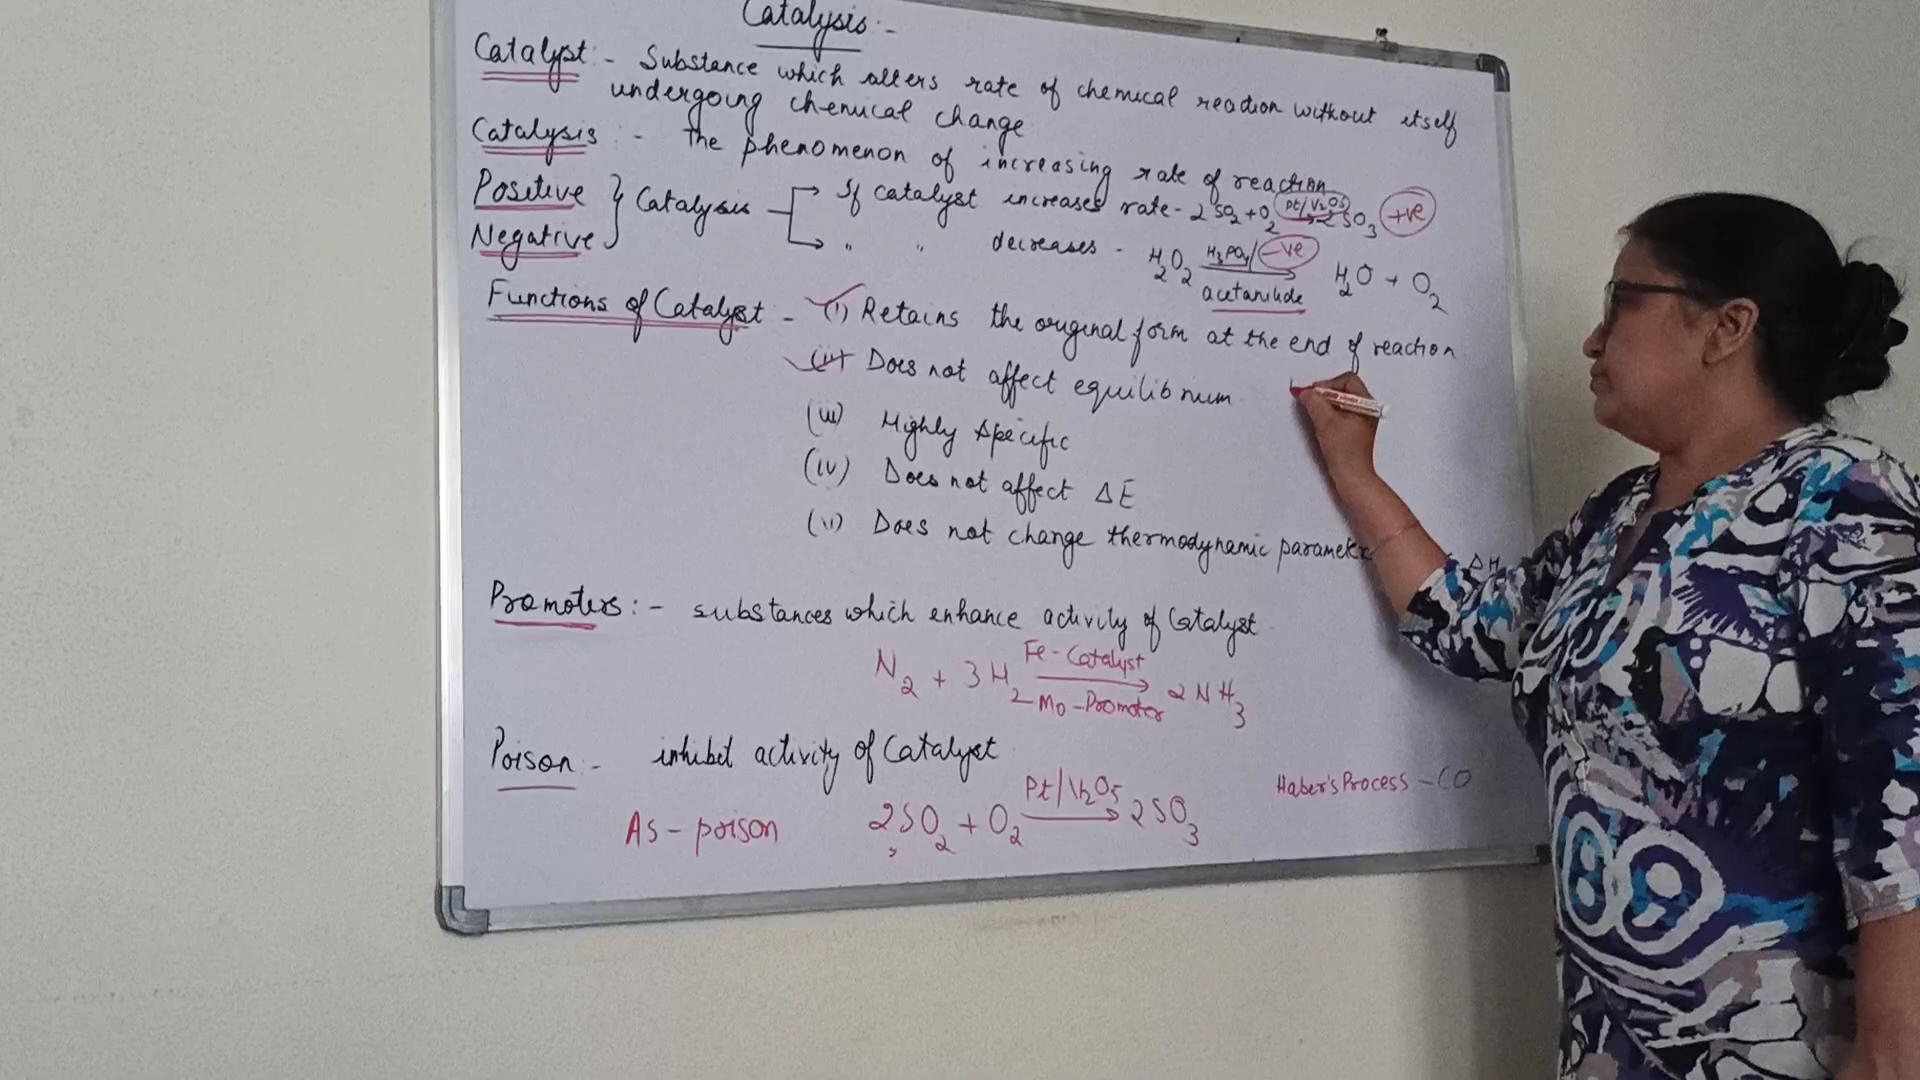 Catalysis :-
Catalyst :- Substance which alters rate of chemical reaction without itself
undergoing chemical change
Catalysis :- the phenomenon of increasing rate of reaction
Positive } Catalysis → If catalyst increases rate - 2SO2 + O2 Pt/V2O5 → 2SO3 +ve
Negative → " " decreases - H2O2 H3PO4/ -ve → acetanilide H2O + O2
Functions of Catalyst - (i) Retains the original form at the end of reaction
(ii) Does not affect equilibrium
(iii) Highly specific
(iv) Does not affect ΔE
(v) Does not change thermodynamic ΔH
Promoters :- substances which enhance activity of Catalyst
N2 + 3H2 Fe-Catalyst → Mo-Promoter 2NH3
Poison :- inhibit activity of Catalyst
Haber's Process - CO
As - poison 2SO2 + O2 Pt/V2O5 → 2SO3